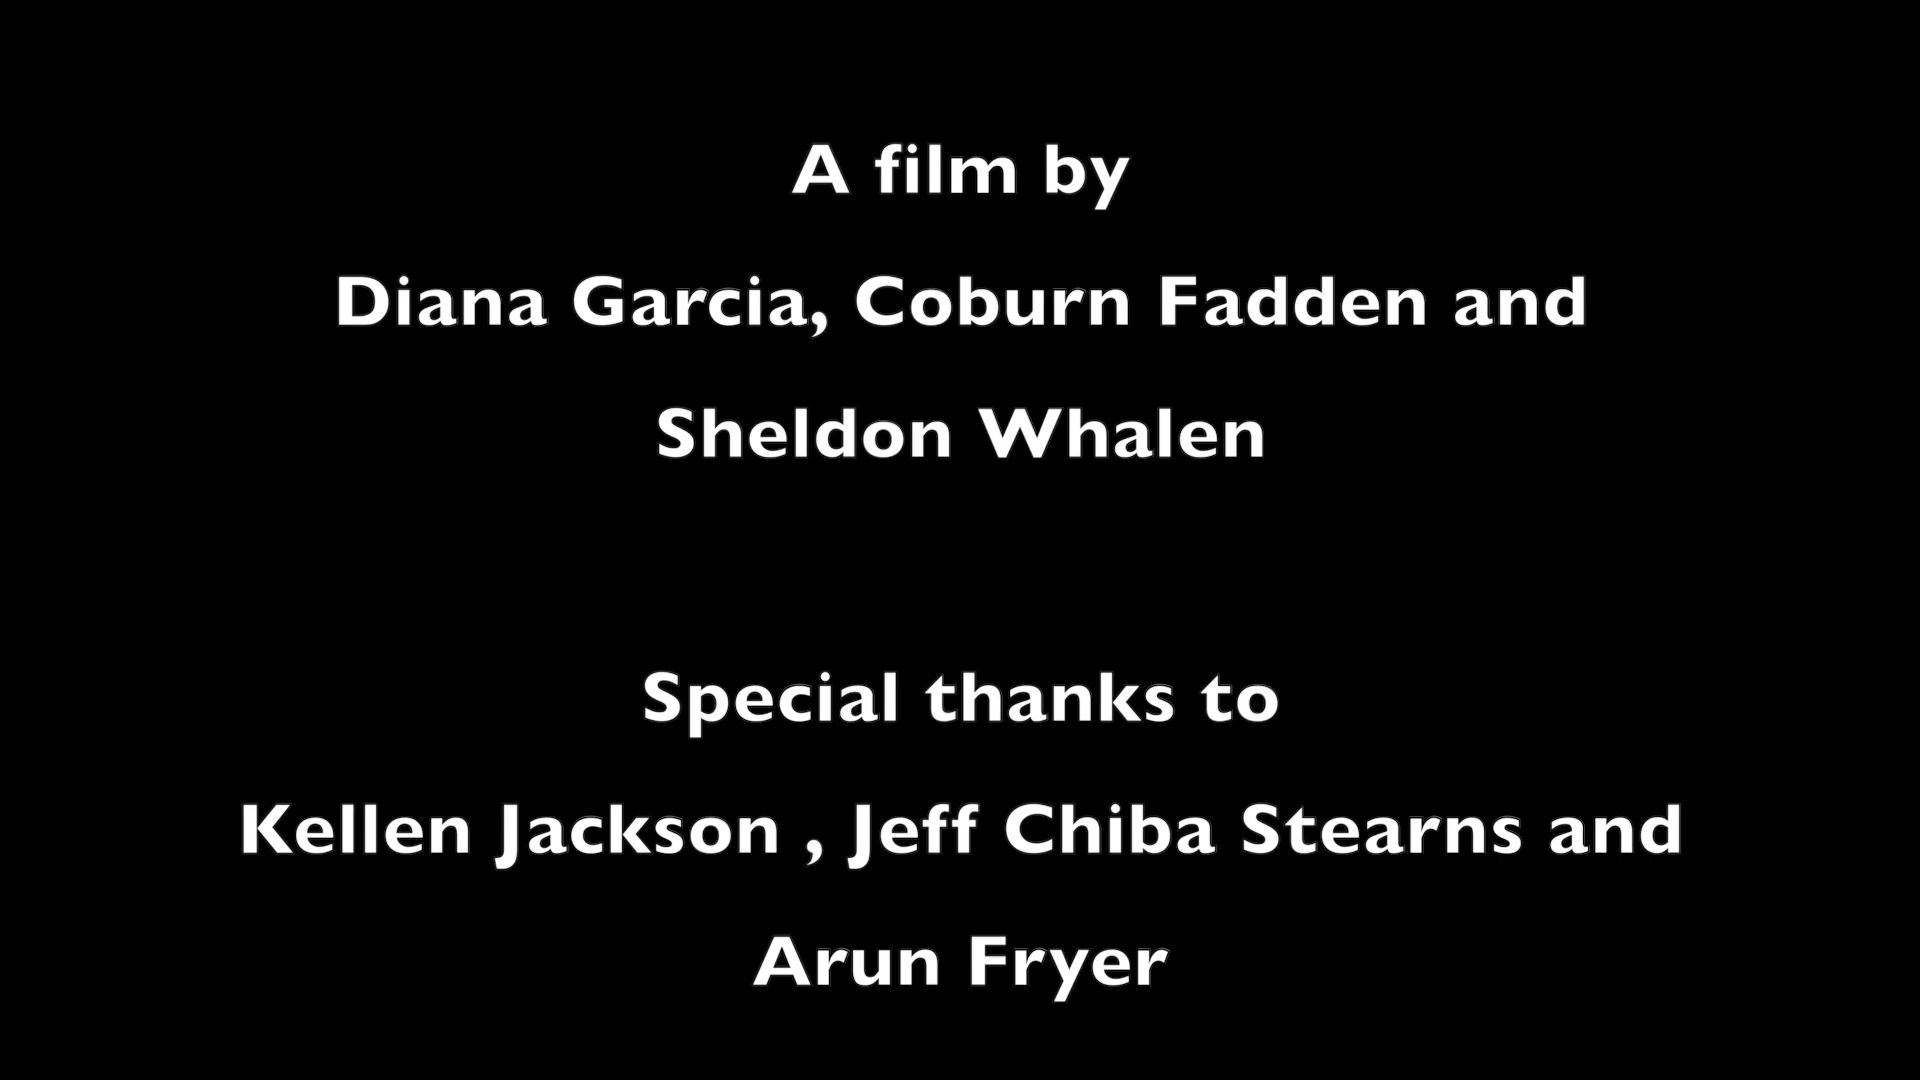 A film by
Diana Garcia, Coburn Fadden and
Sheldon Whalen
Special thanks to
Kellen Jackson , Jeff Chiba Stearns and
Arun Fryer